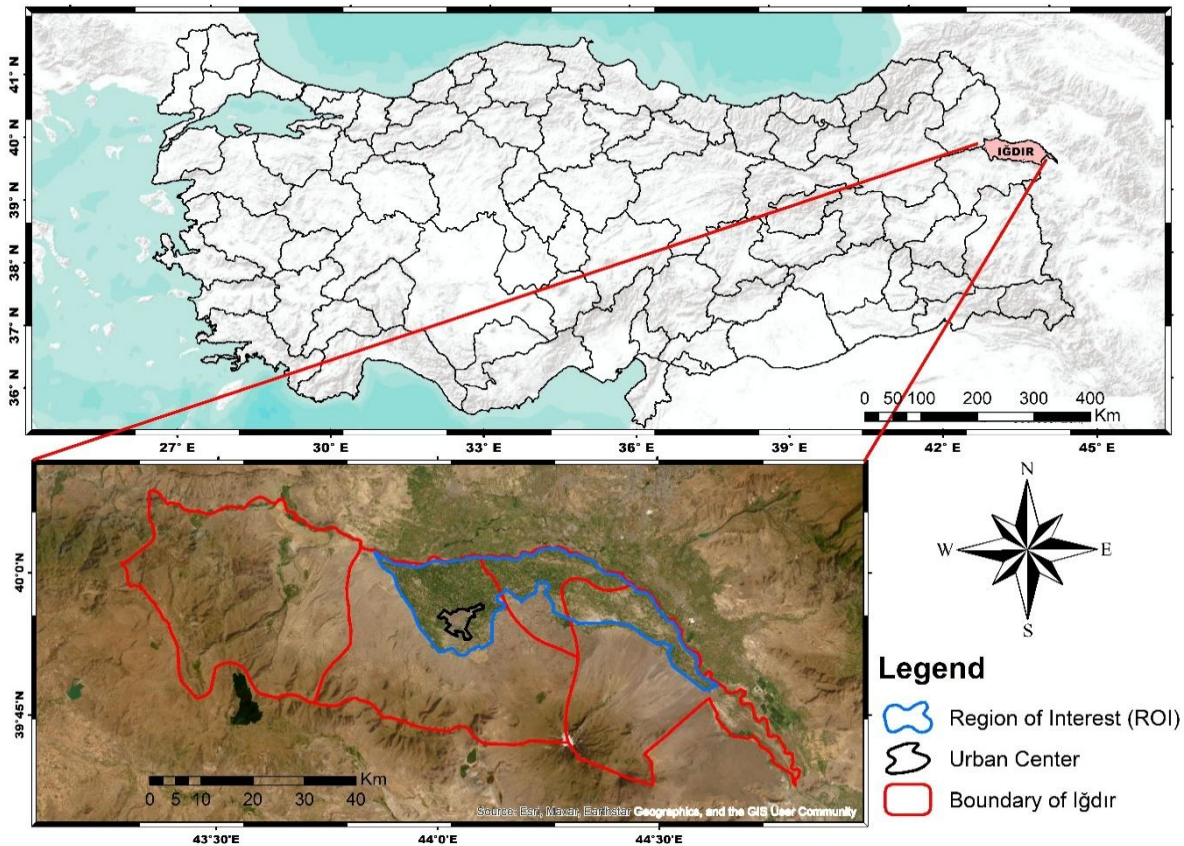 41° N
40° N
39° N
38° N
37° N
36° N
IĞDIR
0 50 100 200 300 400
Km
27° E 30° E 33° E 36° E 39° E 42° E 45° E
40°0'N
39°45'N
Km
0 5 10 20 30 40
Source: Esri, Maxar, Earthstar Geographics, and the GIS User Community
43°30'E 44°0'E 44°30'E
N
W E
S
Legend
Region of Interest (ROI)
Urban Center
Boundary of Iğdır